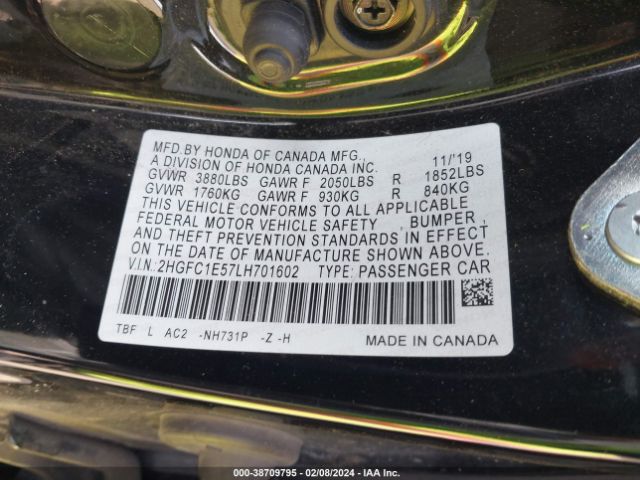 MFD.BY HONDA OF CANADA MFG.,
A DIVISION OF HONDA CANADA INC. 11/'19
GVWR 3880LBS GAWR F 2050LBS R 1852LBS
GVWR 1760KG GAWR F 930KG R 840KG
THIS VEHICLE CONFORMS TO ALL APPLICABLE
FEDERAL MOTOR VEHICLE SAFETY , BUMPER ,
AND THEFT PREVENTION STANDARDS IN EFFECT
ON THE DATE OF MANUFACTURE SHOWN ABOVE.
V.I.N.:2HGFC1E57LH701602 TYPE: PASSENGER CAR
TBF L AC2 -NH731P -Z -H MADE IN CANADA
000-38709795 - 02/08/2024 - IAA Inc.